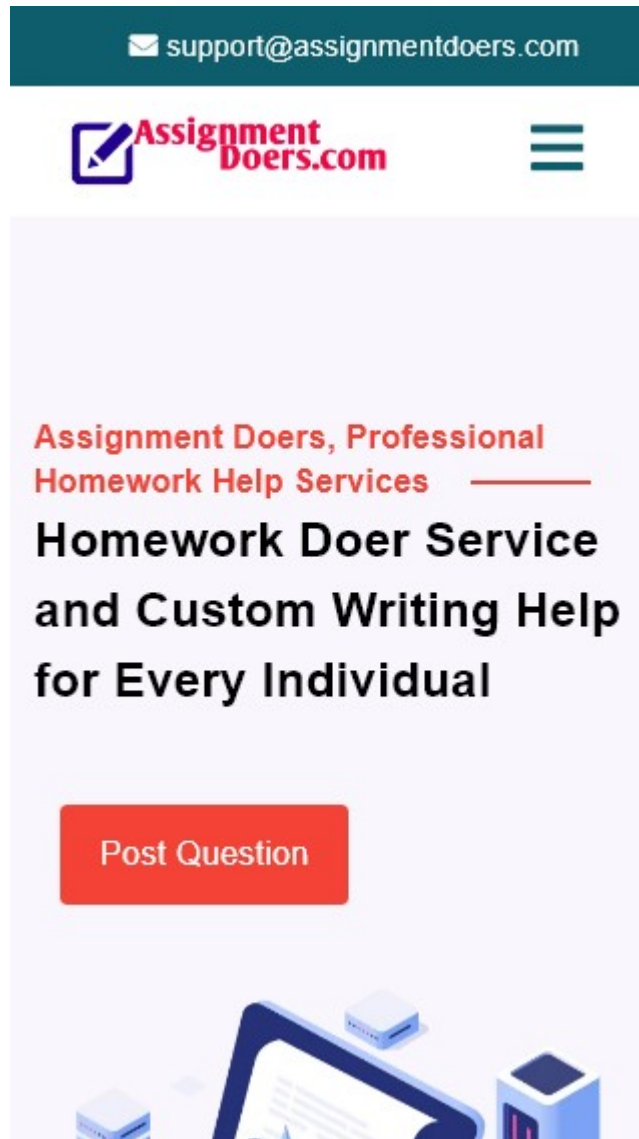 support@assignmentdoers.com
Assignment
Doers.com
Assignment Doers, Professional
Homework Help Services
Homework Doer Service
and Custom Writing Help
for Every Individual
Post Question